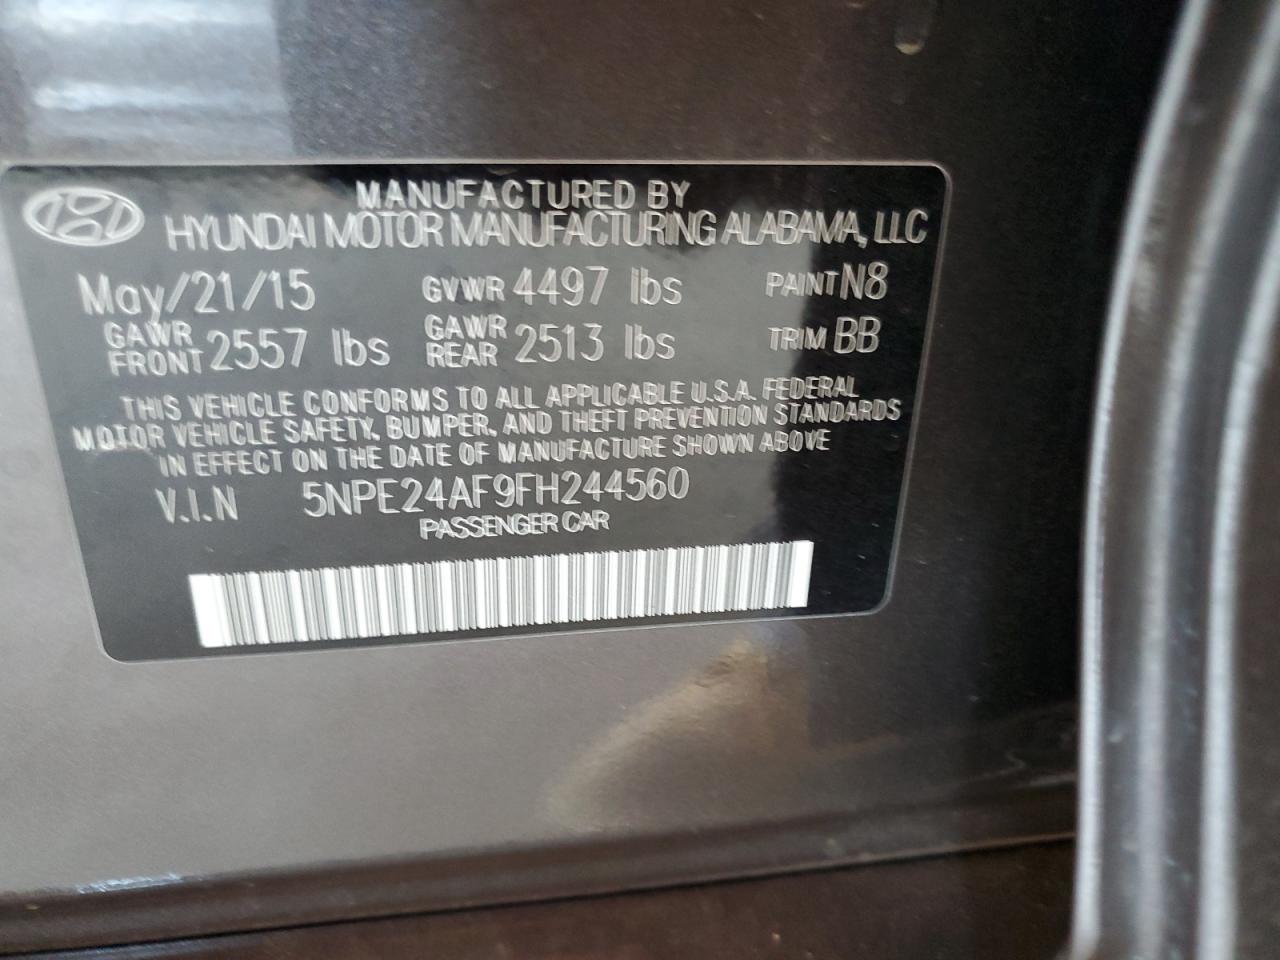 MANUFACTURED BY
HYUNDAI MOTOR MANUFACTURING ALABAMA, LLC
May/21/15 GVWR 4497 lbs PAINT N8
GAWR FRONT 2557 lbs GAWR REAR 2513 lbs TRIM BB
THIS VEHICLE CONFORMS TO ALL APPLICABLE U.S.A. FEDERAL
MOTOR VEHICLE SAFETY, BUMPER, AND THEFT PREVENTION STANDARDS
IN EFFECT ON THE DATE OF MANUFACTURE SHOWN ABOVE
V.I.N 5NPE24AF9FH244560
PASSENGER CAR